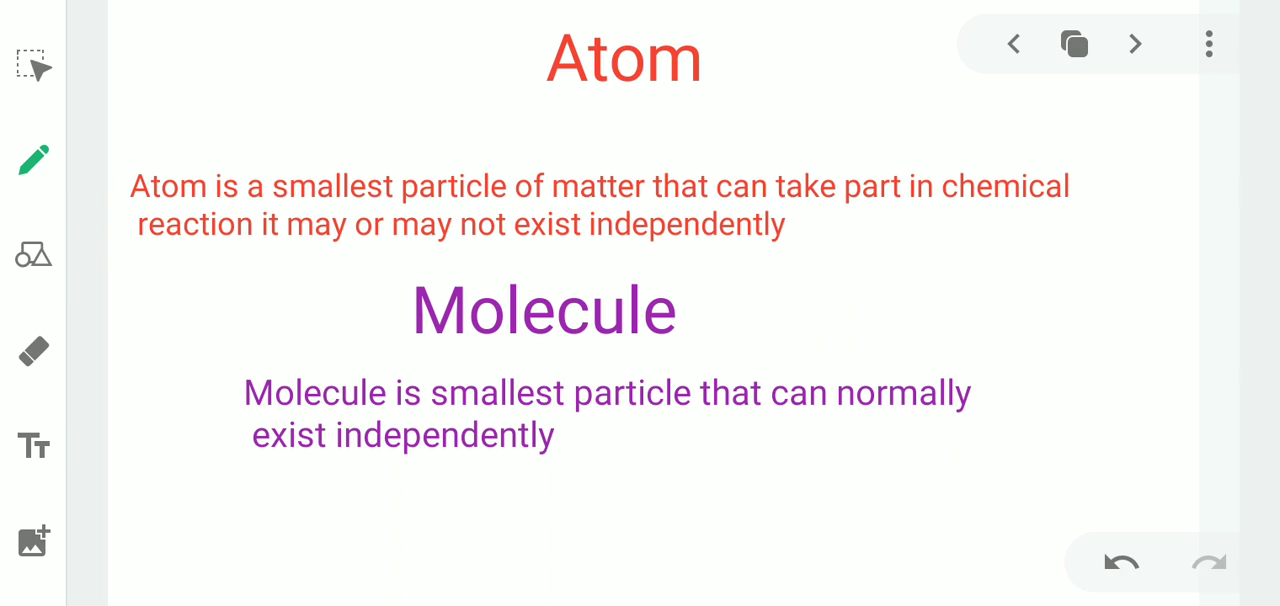 Atom
Atom is a smallest particle of matter that can take part in chemical
reaction it may or may not exist independently
Molecule
Molecule is smallest particle that can normally
exist independently
TT